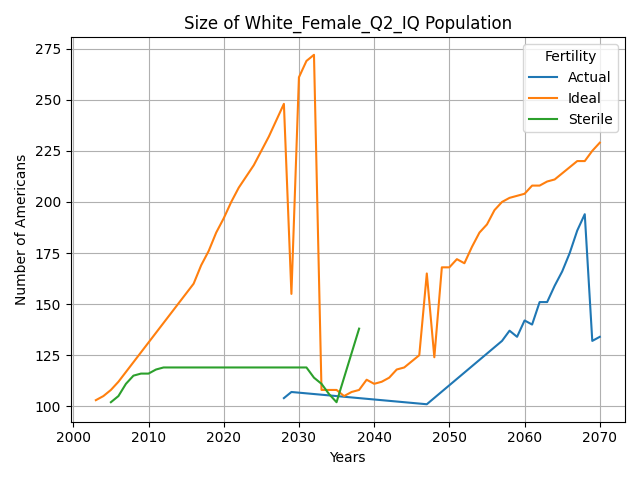 Size of White_Female_Q2_IQ Population
Number of Americans
275
250
225
200
175
150
125
100
Fertility
Actual
Ideal
Sterile
2000 2010 2020 2030 2040 2050 2060 2070
Years